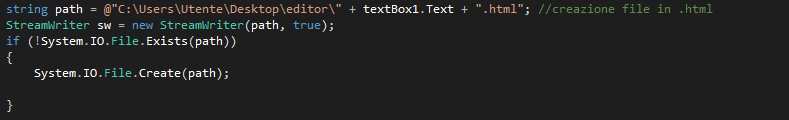 string path = @"C:\Users\Utente\Desktop\editor\" + textBox1.Text + ".html"; //creazione file in .html
StreamWriter sw = new StreamWriter(path, true);
if (!System.IO.File.Exists(path))
{
    System.IO.File.Create(path);
}